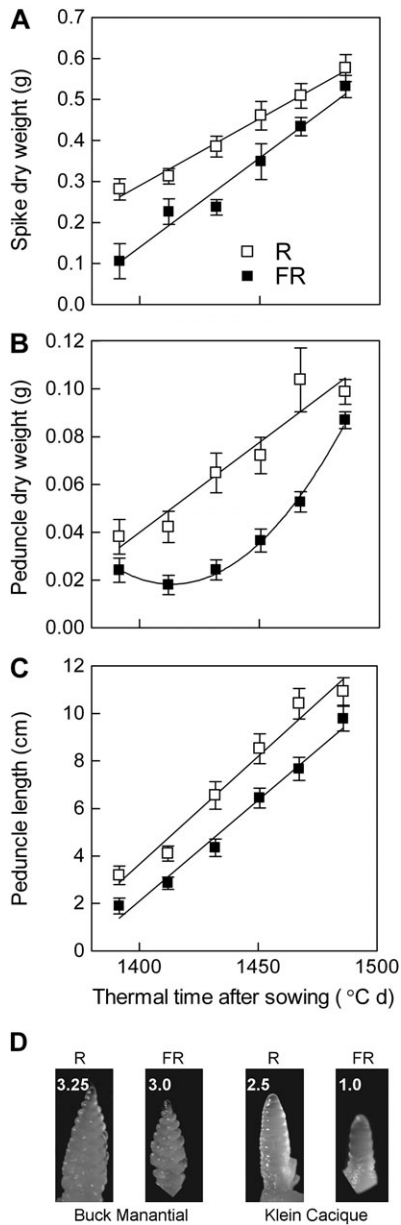 A
Spike dry weight (g)
0.7
0.6
0.5
0.4
0.3
0.2
0.1
0.0
R
FR
B
Peduncle dry weight (g)
0.12
0.10
0.08
0.06
0.04
0.02
0.00
C
Peduncle length (cm)
12
10
8
6
4
2
0
1400 1450 1500
Thermal time after sowing ( °C d)
D
R FR R FR
3.25 3.0 2.5 1.0
Buck Manantial Klein Cacique